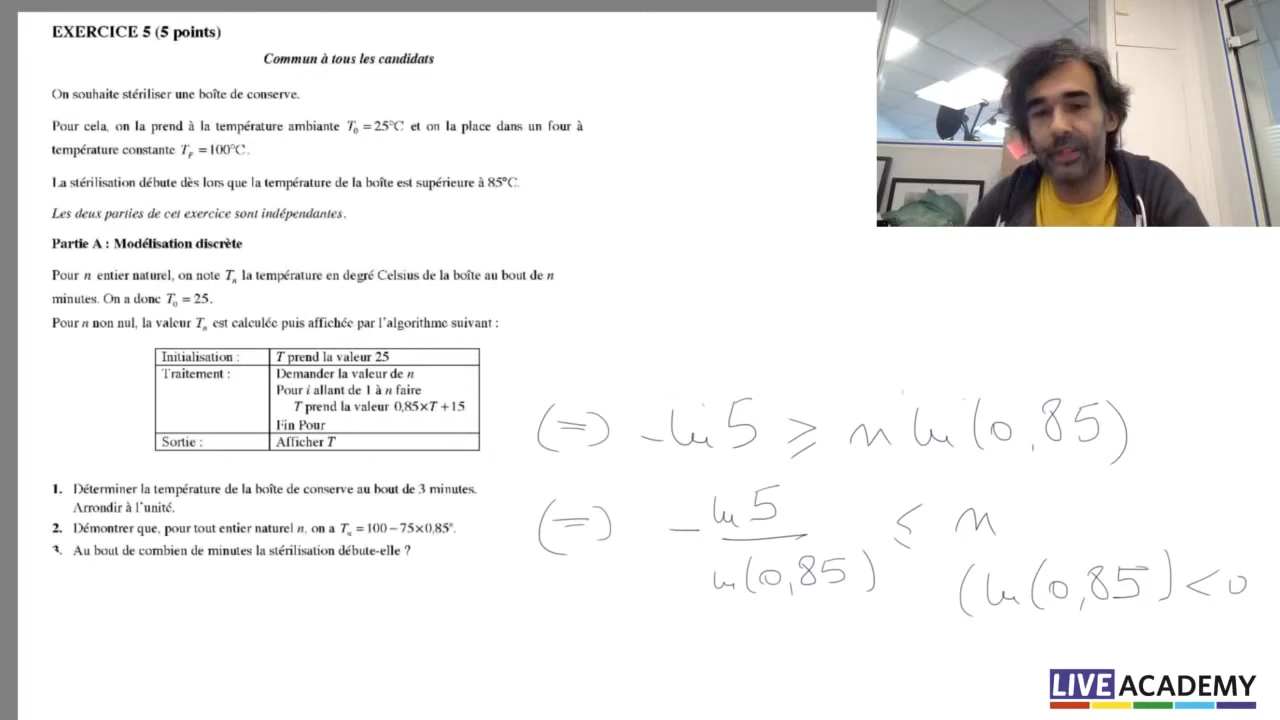 EXERCICE 5 (5 points)
Commun à tous les candidats
On souhaite stériliser une boîte de conserve.
Pour cela, on la prend à la température ambiante T₀ = 25°C et on la place dans un four à
température constante T_F = 100°C.
La stérilisation débute dès lors que la température de la boîte est supérieure à 85°C.
Les deux parties de cet exercice sont indépendantes.
Partie A : Modélisation discrète
Pour n entier naturel, on note Tₙ la température en degré Celsius de la boîte au bout de n
minutes. On a donc T₀ = 25.
Pour n non nul, la valeur Tₙ est calculée puis affichée par l'algorithme suivant :
Initialisation : T prend la valeur 25
Traitement : Demander la valeur de n
Pour i allant de 1 à n faire
T prend la valeur 0,85×T + 15
Fin Pour
Sortie : Afficher T
1. Déterminer la température de la boîte de conserve au bout de 3 minutes.
Arrondir à l'unité.
2. Démontrer que, pour tout entier naturel n, on a Tₙ = 100 − 75×0,85ⁿ.
3. Au bout de combien de minutes la stérilisation débute-elle ?
(=) -ln 5 ⩾ n ln(0,85)
(=) - ln 5 / ln(0,85) ≤ n
(ln(0,85) < 0
LIVE ACADEMY